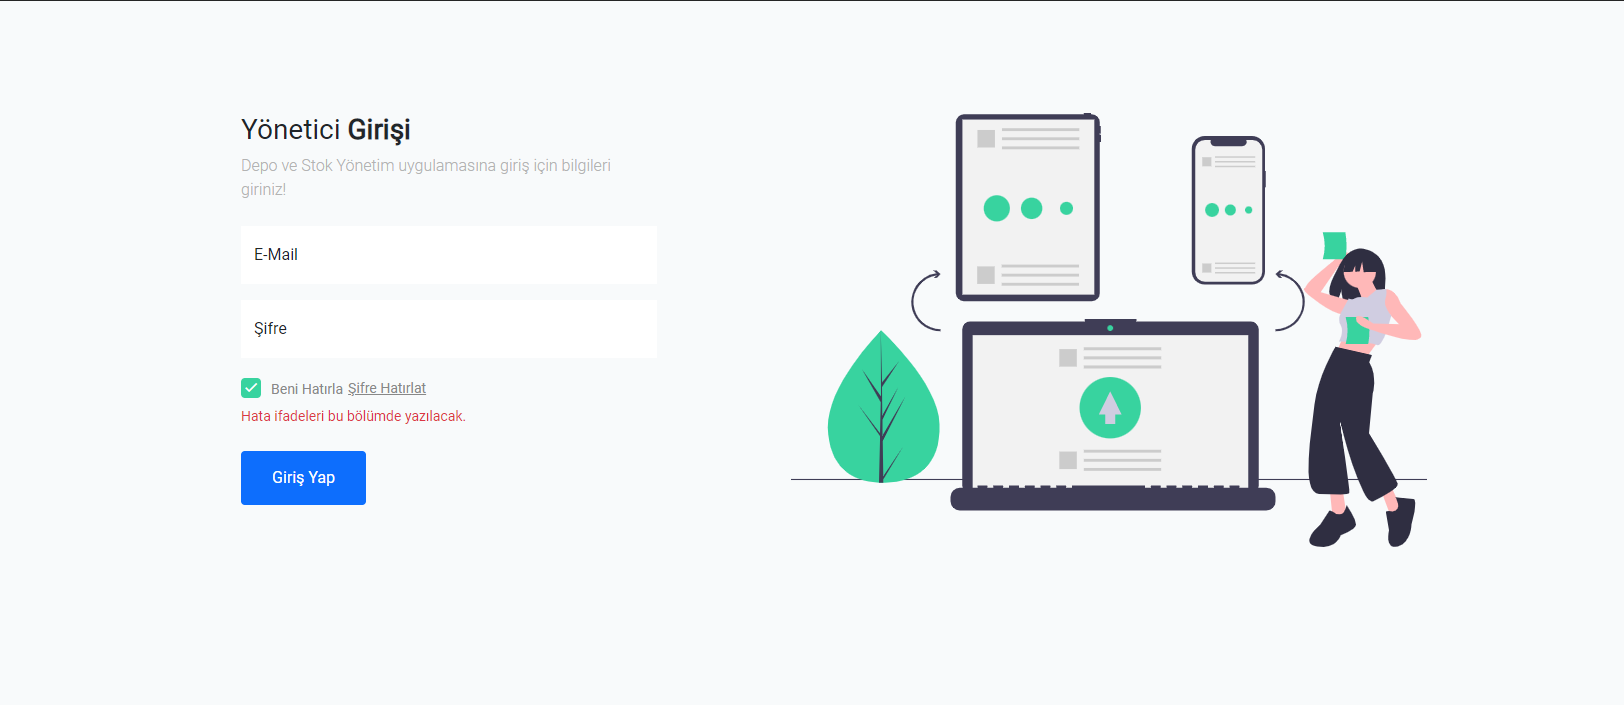 Yönetici Girişi
Depo ve Stok Yönetim uygulamasına giriş için bilgileri
giriniz!
E-Mail
Şifre
Beni Hatırla Şifre Hatırlat
Hata ifadeleri bu bölümde yazılacak.
Giriş Yap